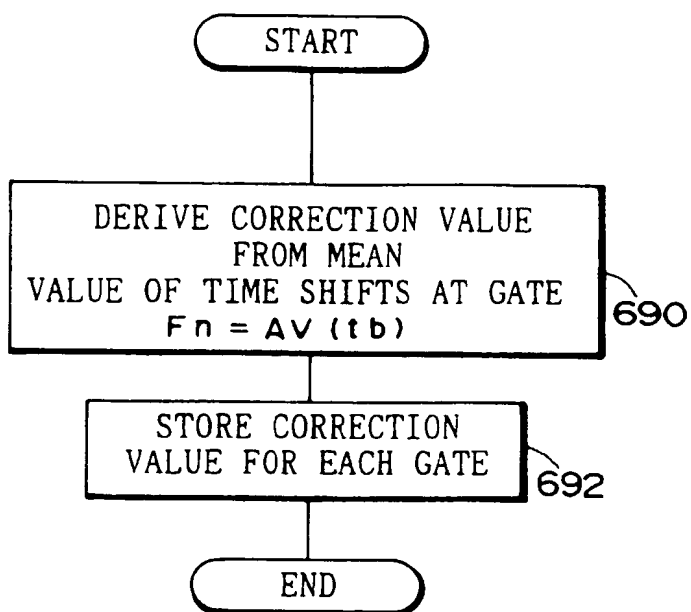 START
DERIVE CORRECTION VALUE
FROM MEAN
VALUE OF TIME SHIFTS AT GATE
Fn = AV (tb)
690
STORE CORRECTION
VALUE FOR EACH GATE
692
END